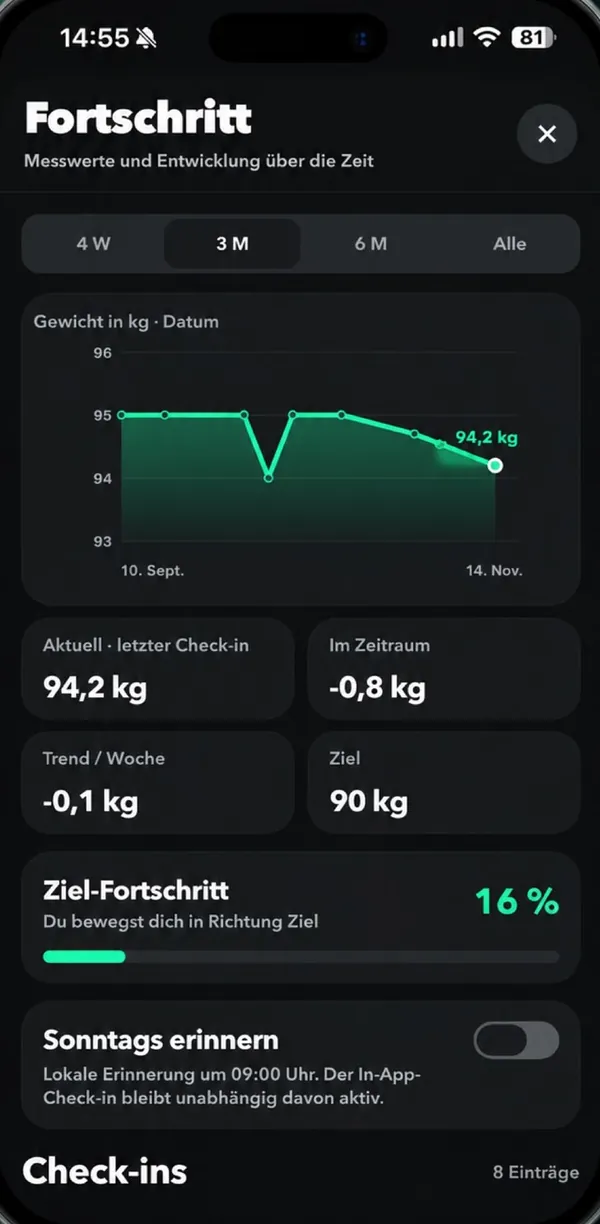 14:55
81
Fortschritt
Messwerte und Entwicklung über die Zeit
4 W
3 M
6 M
Alle
Gewicht in kg · Datum
96
95
94,2 kg
94
93
10. Sept.
14. Nov.
Aktuell · letzter Check-in
94,2 kg
Im Zeitraum
-0,8 kg
Trend / Woche
-0,1 kg
Ziel
90 kg
Ziel-Fortschritt
Du bewegst dich in Richtung Ziel
16 %
Sonntags erinnern
Lokale Erinnerung um 09:00 Uhr. Der In-App-
Check-in bleibt unabhängig davon aktiv.
Check-ins
8 Einträge